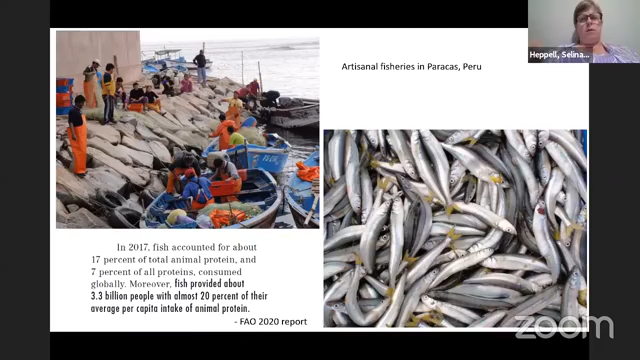 Heppell, Selina...
Artisanal fisheries in Paracas, Peru
In 2017, fish accounted for about
17 percent of total animal protein, and
7 percent of all proteins, consumed
globally. Moreover, fish provided about
3.3 billion people with almost 20 percent of their
average per capita intake of animal protein.
- FAO 2020 report
zoom